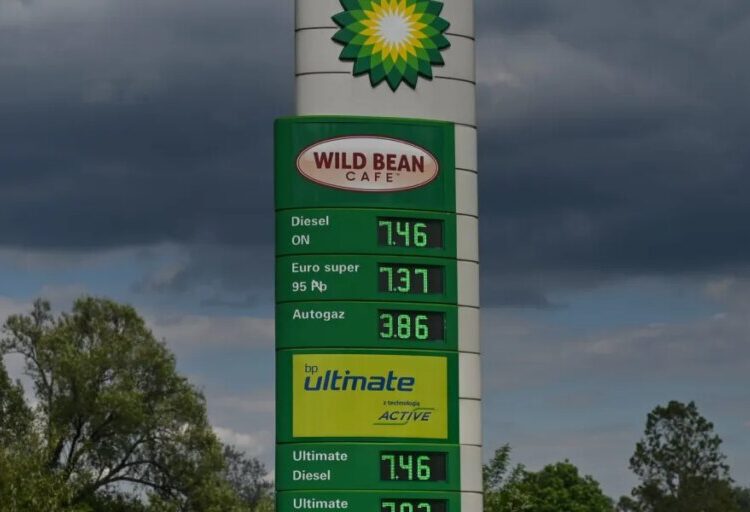 WILD BEAN
CAFE
Diesel
ON 7.46
Euro super
95 Pb 7.37
Autogaz 3.86
bp
ultimate
z technologią
ACTIVE
Ultimate
Diesel 7.46
Ultimate